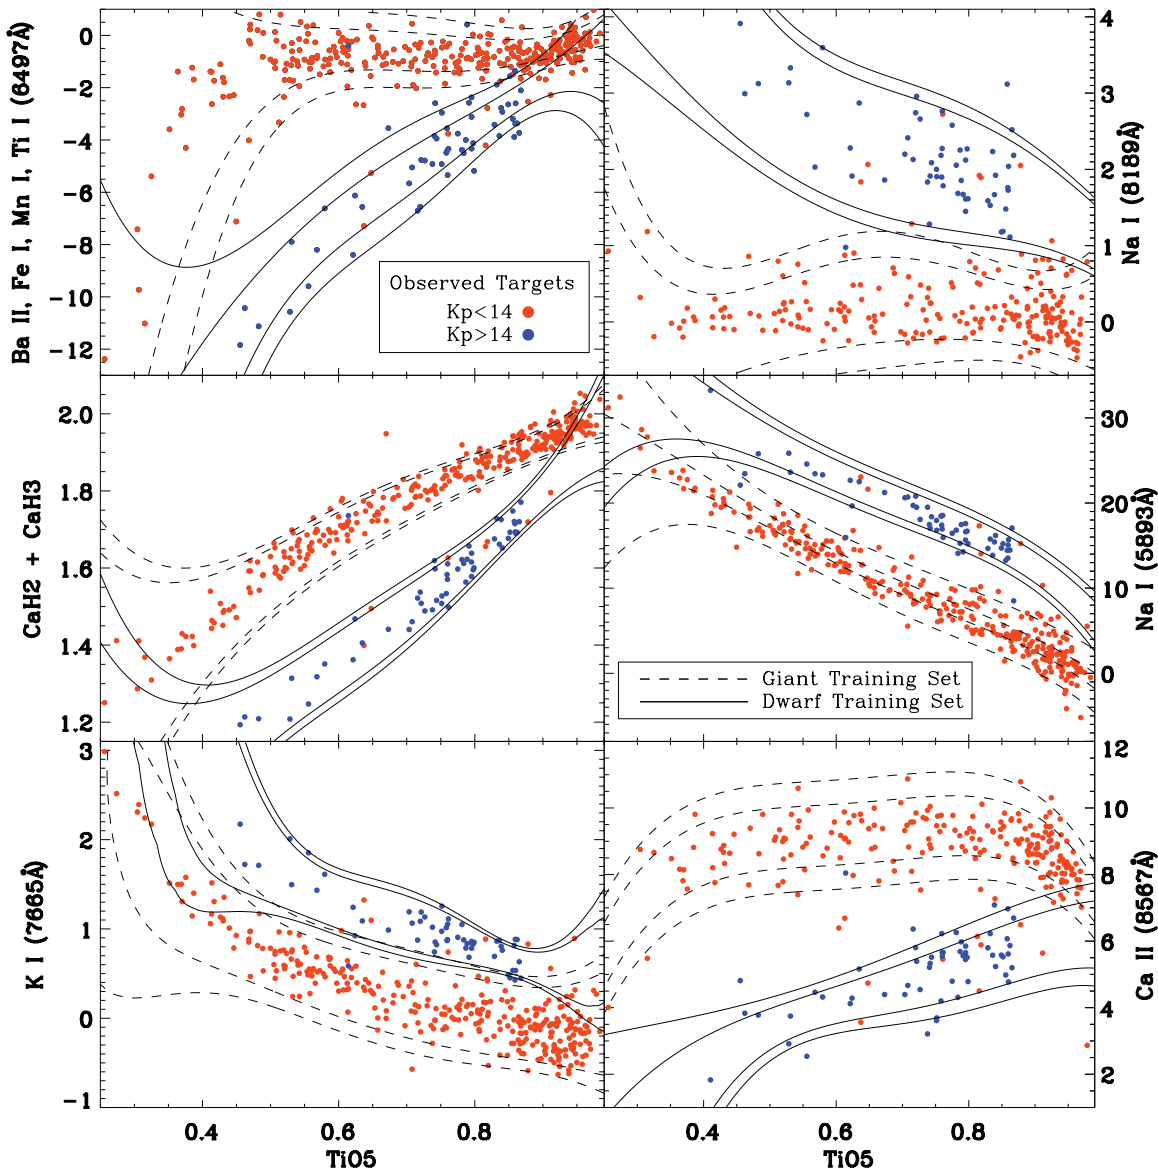 Ba II, Fe I, Mn I, Ti I (6497Å)
0
-2
-4
-6
-8
-10
-12
Observed Targets
Kp<14
Kp>14
4
3
2
1
0
Na I (8189Å)
CaH2 + CaH3
2.0
1.8
1.6
1.4
1.2
30
20
10
0
Na I (5893Å)
Giant Training Set
Dwarf Training Set
K I (7665Å)
3
2
1
0
-1
12
10
8
6
4
2
Ca II (8567Å)
0.4 0.6 0.8
TiO5
0.4 0.6 0.8
TiO5